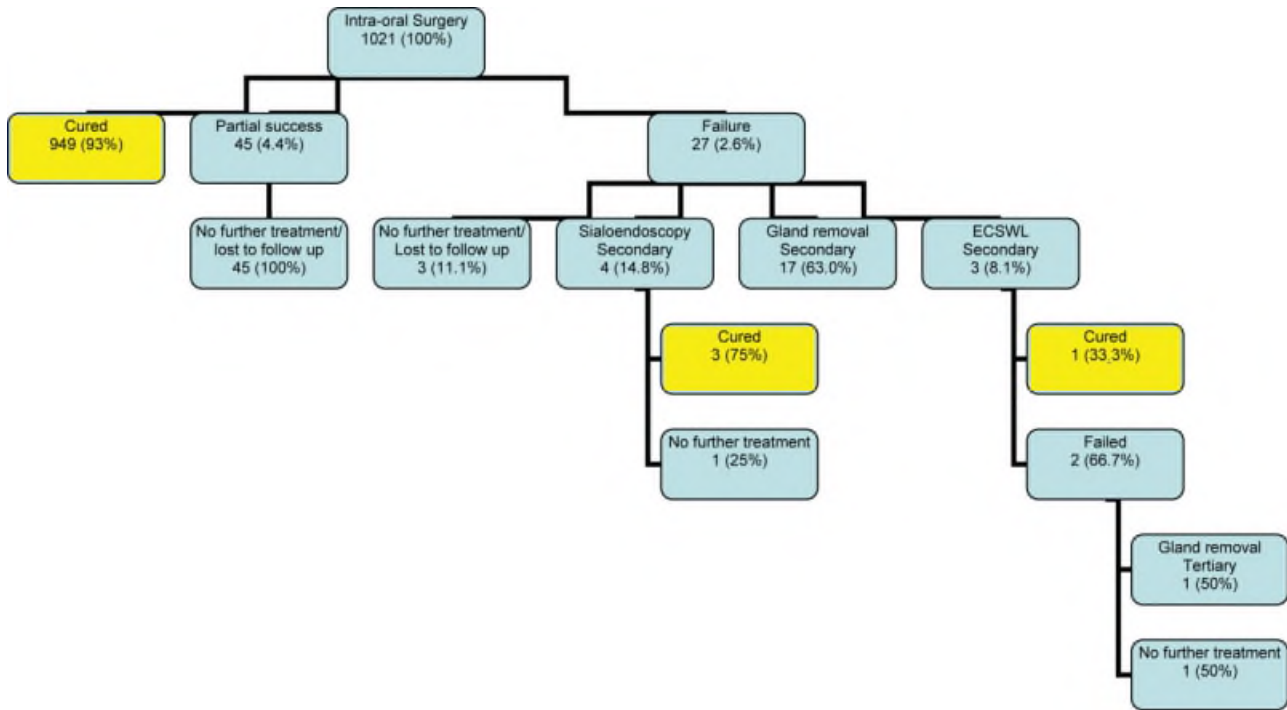 Intra-oral Surgery
1021 (100%)
Cured
949 (93%)
Partial success
45 (4.4%)
Failure
27 (2.6%)
No further treatment/
lost to follow up
45 (100%)
No further treatment/
Lost to follow up
3 (11.1%)
Sialoendoscopy
Secondary
4 (14.8%)
Gland removal
Secondary
17 (63.0%)
ECSWL
Secondary
3 (8.1%)
Cured
3 (75%)
Cured
1 (33.3%)
No further treatment
1 (25%)
Failed
2 (66.7%)
Gland removal
Tertiary
1 (50%)
No further treatment
1 (50%)